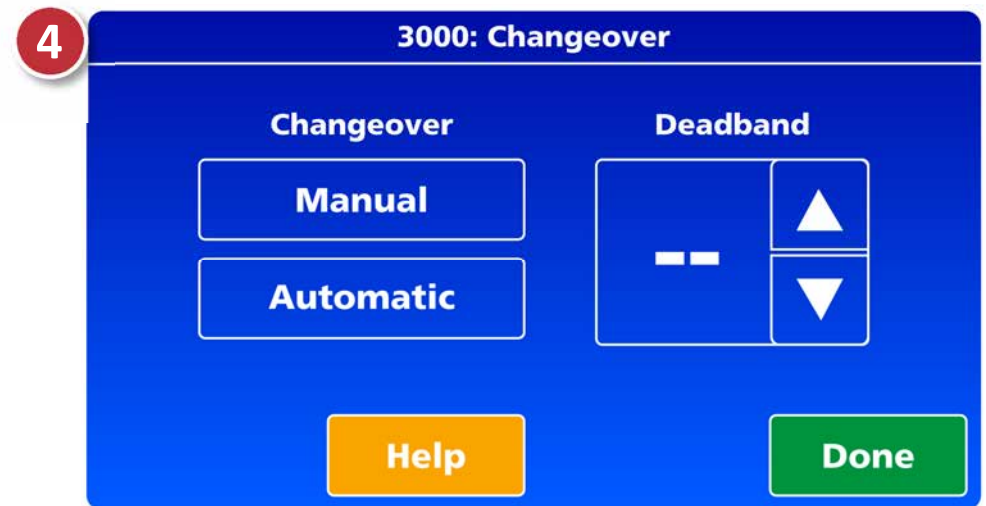 4
3000: Changeover
Changeover
Deadband
Manual
--
Automatic
Help
Done